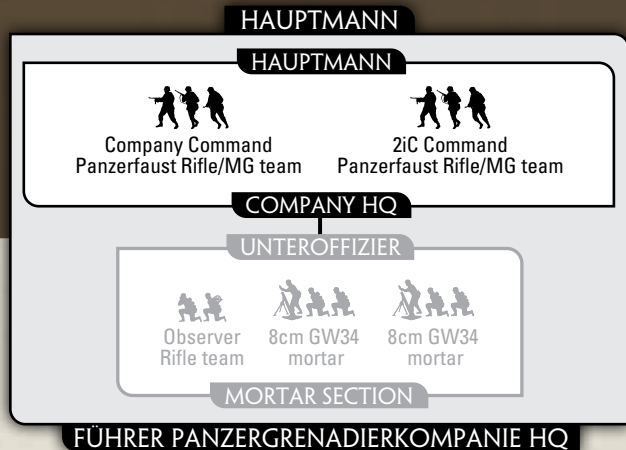 HAUPTMANN
HAUPTMANN
Company Command
Panzerfaust Rifle/MG team
2iC Command
Panzerfaust Rifle/MG team
COMPANY HQ
UNTEROFFIZIER
Observer
Rifle team
8cm GW34
mortar
8cm GW34
mortar
MORTAR SECTION
FÜHRER PANZERGRENADIERKOMPANIE HQ